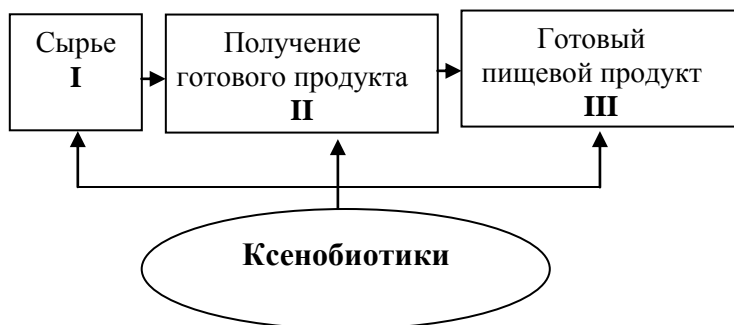 Сырье
I
Получение
готового продукта
II
Готовый
пищевой продукт
III
Ксенобиотики